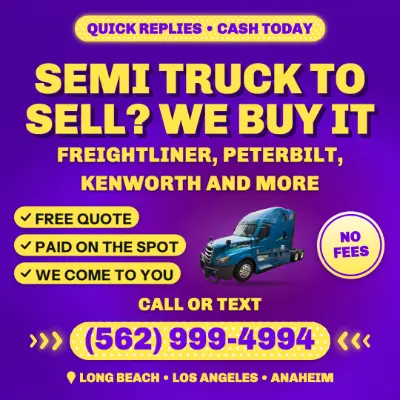 QUICK REPLIES • CASH TODAY
SEMI TRUCK TO
SELL? WE BUY IT
FREIGHTLINER, PETERBILT,
KENWORTH AND MORE
FREE QUOTE
PAID ON THE SPOT
WE COME TO YOU
NO
FEES
CALL OR TEXT
(562) 999-4994
LONG BEACH • LOS ANGELES • ANAHEIM